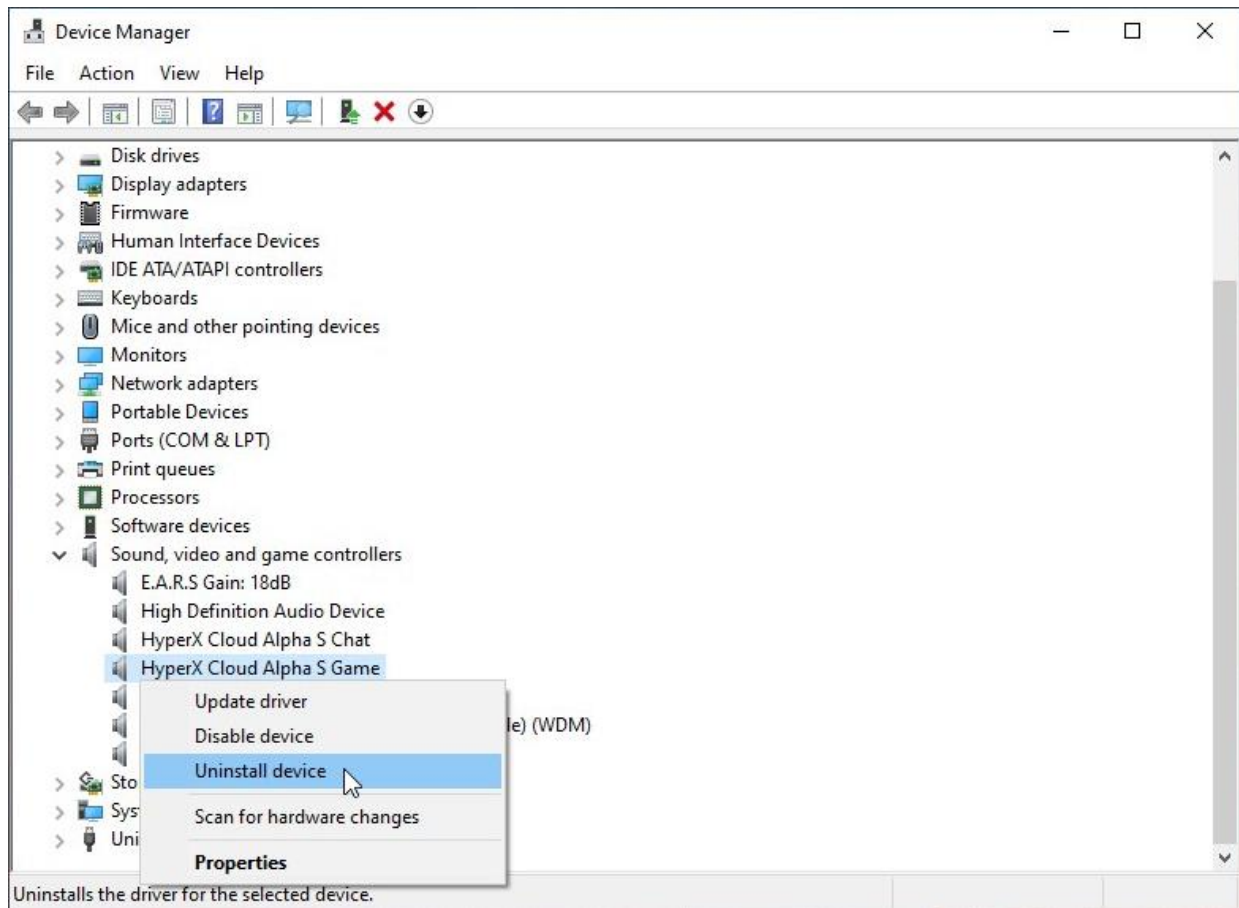 Device Manager
File Action View Help
Disk drives
Display adapters
Firmware
Human Interface Devices
IDE ATA/ATAPI controllers
Keyboards
Mice and other pointing devices
Monitors
Network adapters
Portable Devices
Ports (COM & LPT)
Print queues
Processors
Software devices
Sound, video and game controllers
E.A.R.S Gain: 18dB
High Definition Audio Device
HyperX Cloud Alpha S Chat
HyperX Cloud Alpha S Game
Update driver
le) (WDM)
Disable device
Uninstall device
Sto
Scan for hardware changes
Sys
Uni
Properties
Uninstalls the driver for the selected device.